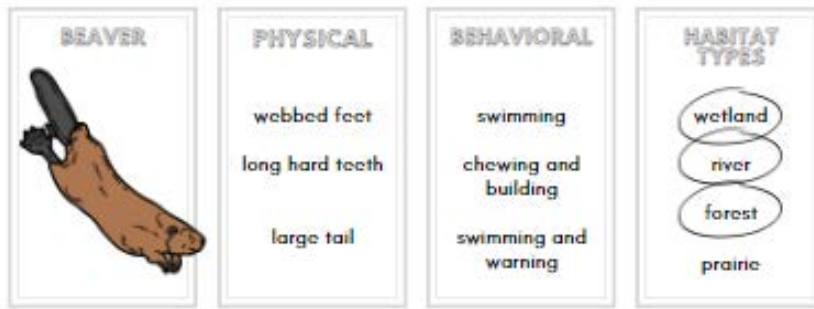 BEAVER
PHYSICAL
webbed feet
long hard teeth
large tail
BEHAVIORAL
swimming
chewing and
building
swimming and
warning
HABITAT
TYPES
wetland
river
forest
prairie